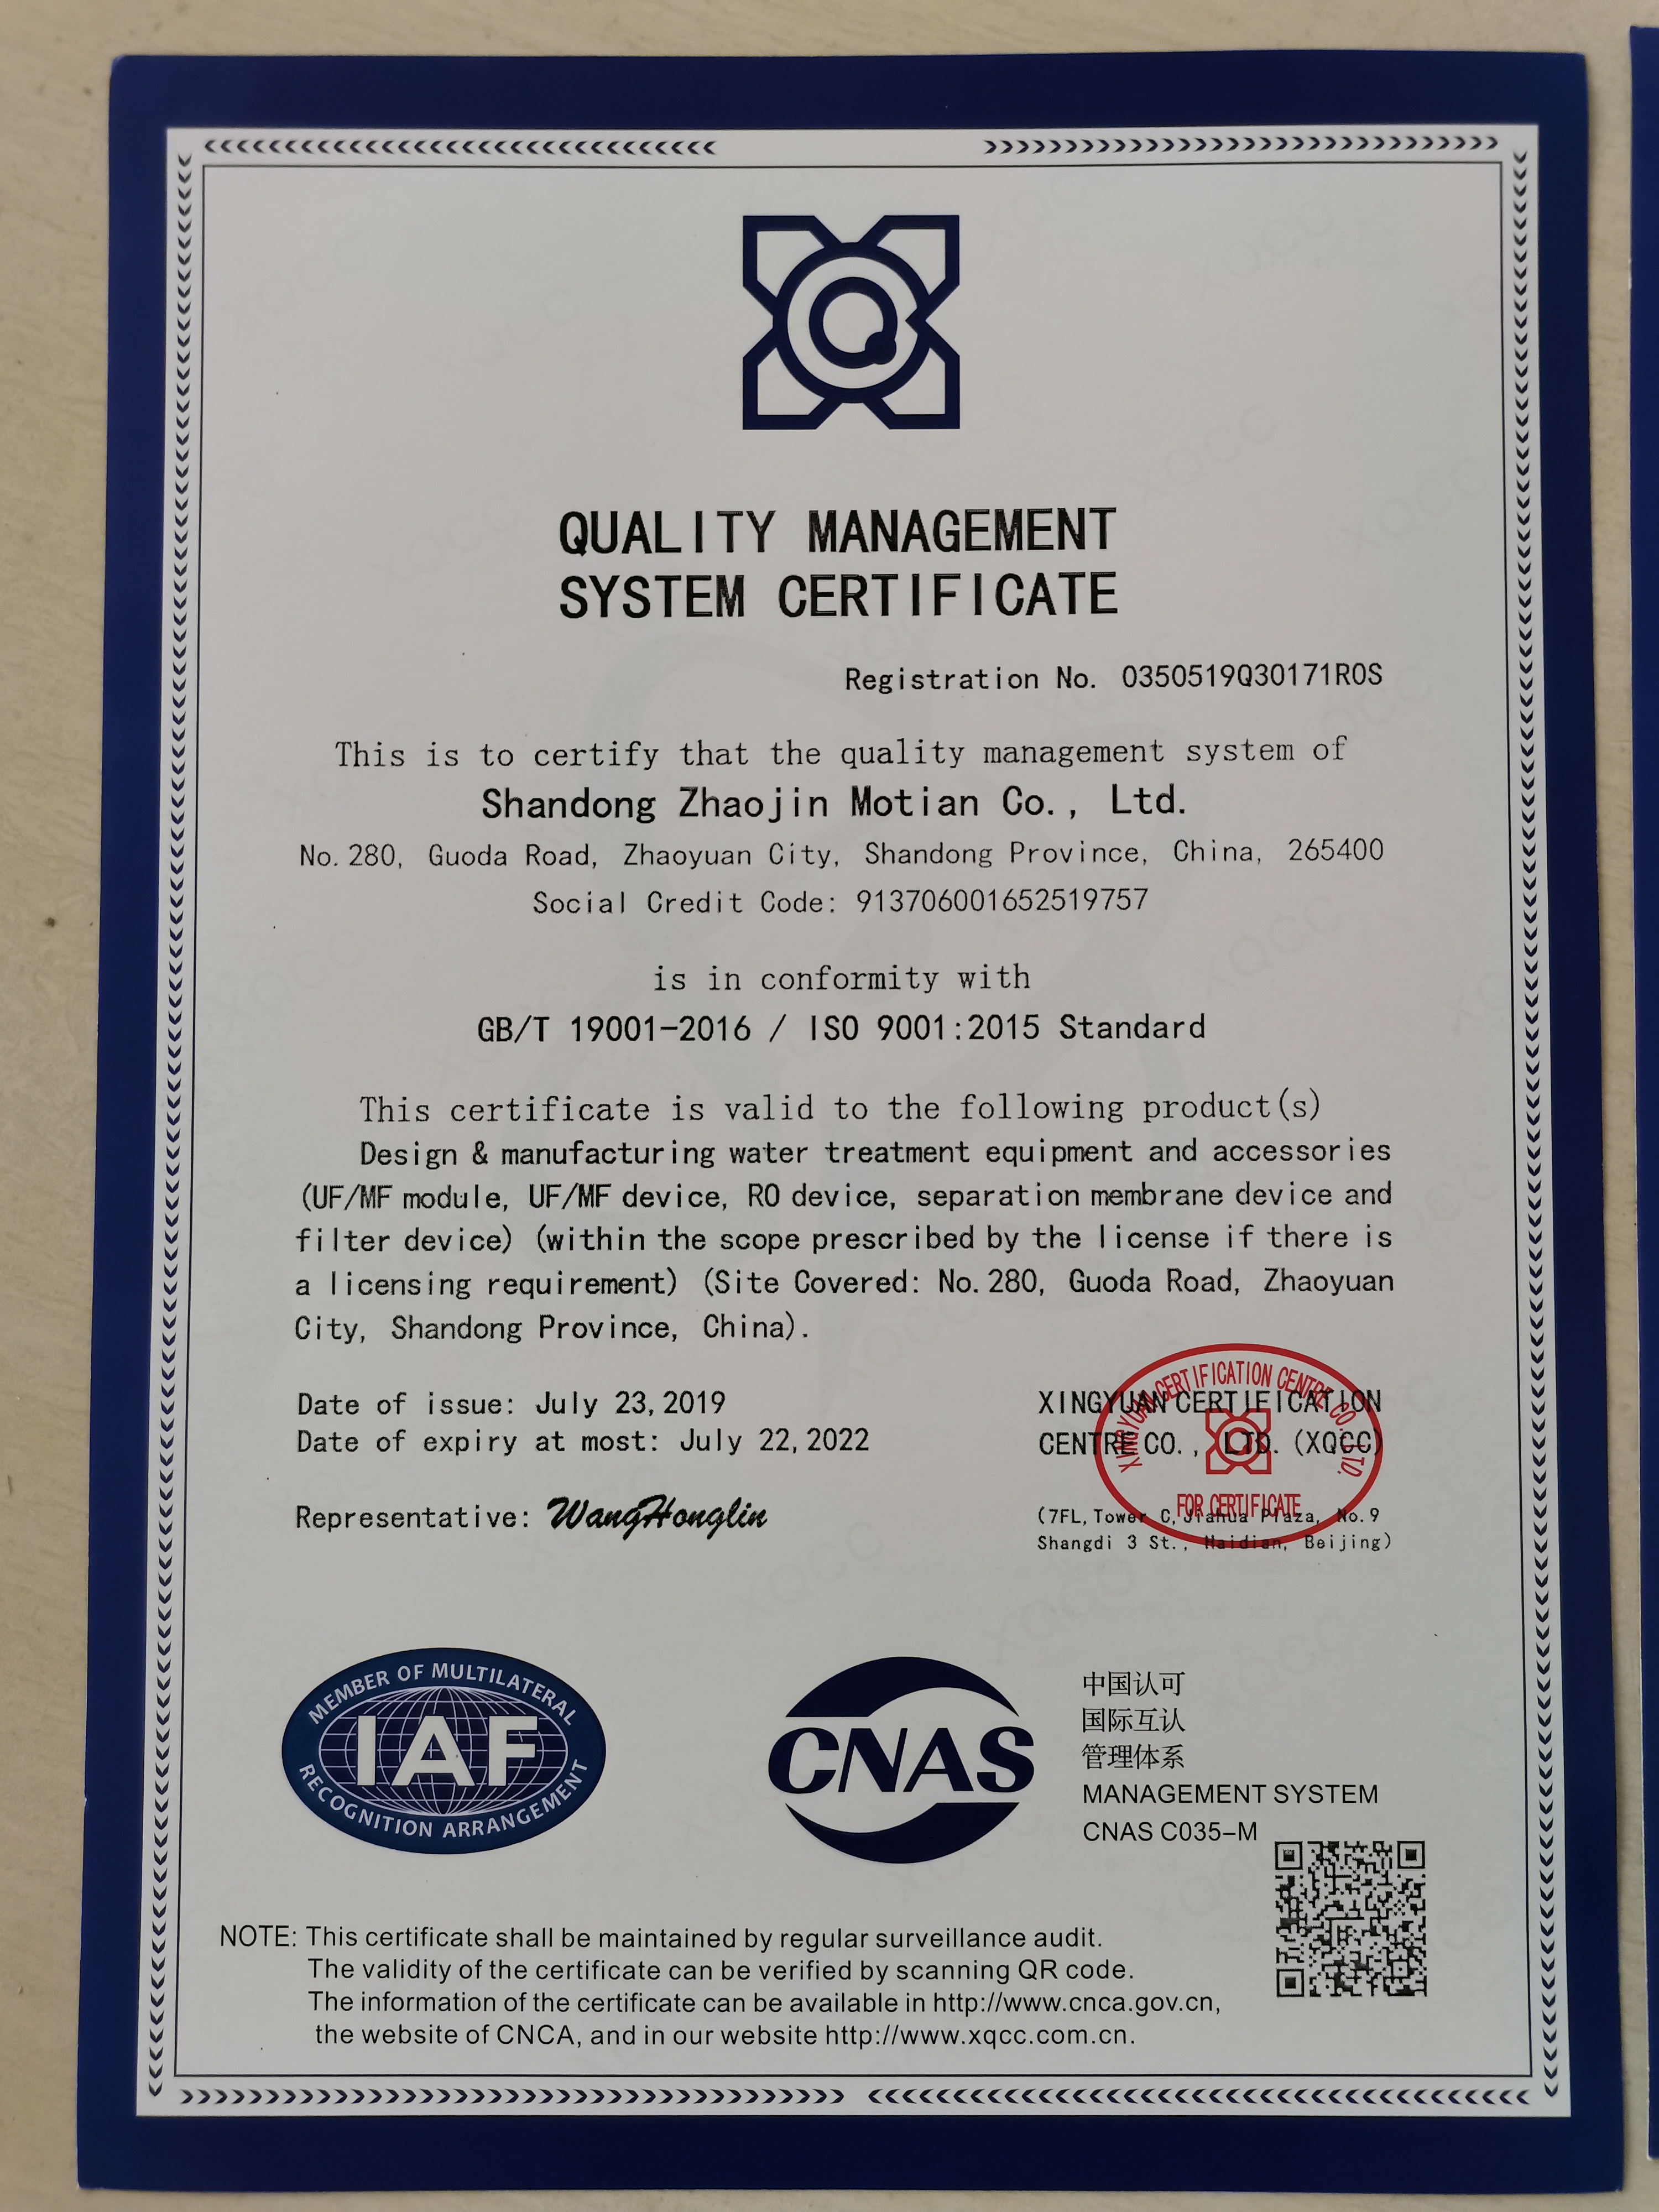 QUALITY MANAGEMENT
SYSTEM CERTIFICATE
Registration No. 0350519Q30171R0S
This is to certify that the quality management system of
Shandong Zhaojin Motian Co., Ltd.
No.280, Guoda Road, Zhaoyuan City, Shandong Province, China, 265400
Social Credit Code: 913706001652519757
is in conformity with
GB/T 19001-2016 / ISO 9001:2015 Standard
This certificate is valid to the following product(s)
Design & manufacturing water treatment equipment and accessories
(UF/MF module, UF/MF device, RO device, separation membrane device and
filter device) (within the scope prescribed by the license if there is
a licensing requirement) (Site Covered: No.280, Guoda Road, Zhaoyuan
City, Shandong Province, China).
Date of issue: July 23,2019
Date of expiry at most: July 22,2022
Representative: WangHonglin
XINGYUAN CERTIFICATION
CENTRE CO., LTD. (XQCC)
(7FL,Tower C,Jiahua Plaza, No.9
Shangdi 3 St., Haidian, Beijing)
XINGYUAN CERTIFICATION CENTRE CO. LTD.
FOR CERTIFICATE
MEMBER OF MULTILATERAL
IAF
RECOGNITION ARRANGEMENT
CNAS
中国认可
国际互认
管理体系
MANAGEMENT SYSTEM
CNAS C035-M
NOTE: This certificate shall be maintained by regular surveillance audit.
The validity of the certificate can be verified by scanning QR code.
The information of the certificate can be available in http://www.cnca.gov.cn,
the website of CNCA, and in our website http://www.xqcc.com.cn.